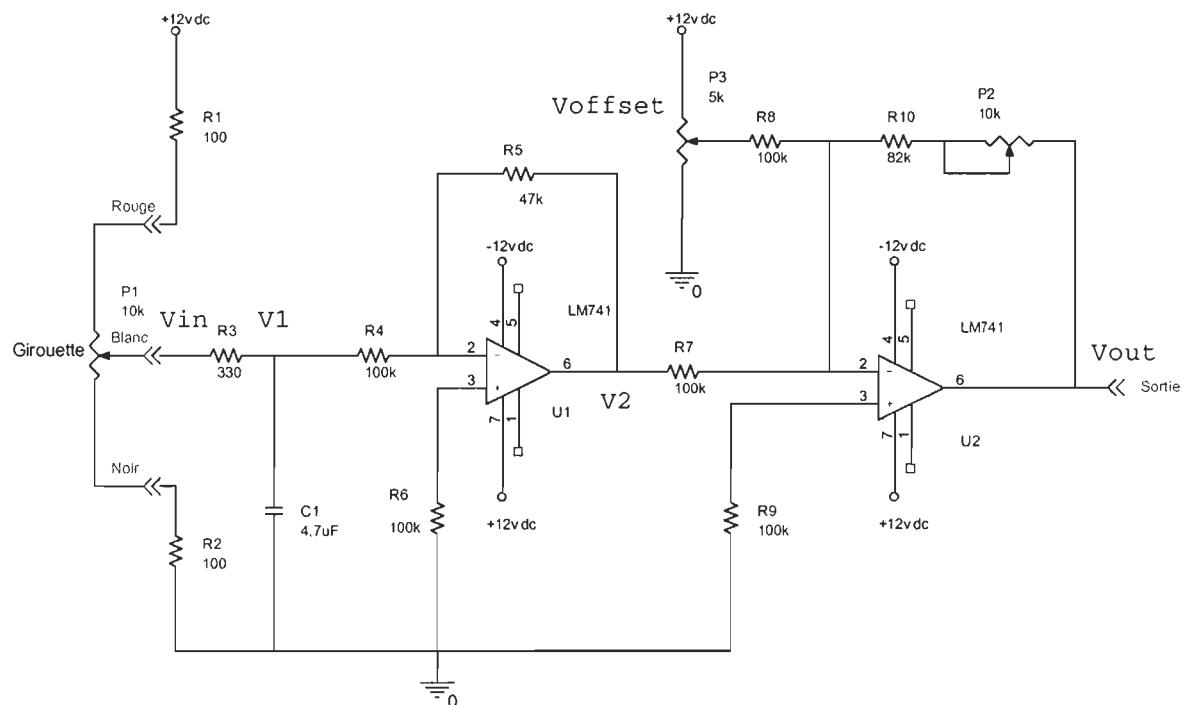 +12vdc
R1
100
Rouge
P1
10k
Girouette
Blanc
Vin
R3
330
V1
R4
100k
Noir
R2
100
C1
4,7uF
R5
47k
-12vdc
4
5
2
-
3
+
7
1
6
LM741
U1
V2
+12vdc
R6
100k
0
+12vdc
P3
5k
Voffset
0
R8
100k
R10
82k
P2
10k
R7
100k
-12vdc
4
5
2
-
3
+
7
1
6
LM741
U2
+12vdc
R9
100k
Vout
Sortie